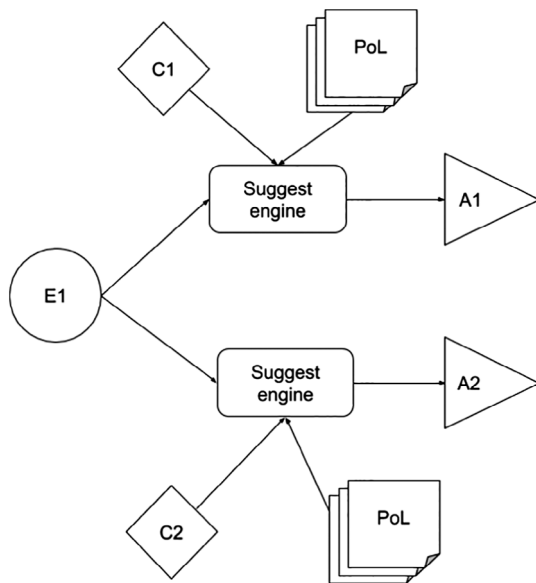 C1
PoL
Suggest
engine
A1
E1
Suggest
engine
A2
C2
PoL